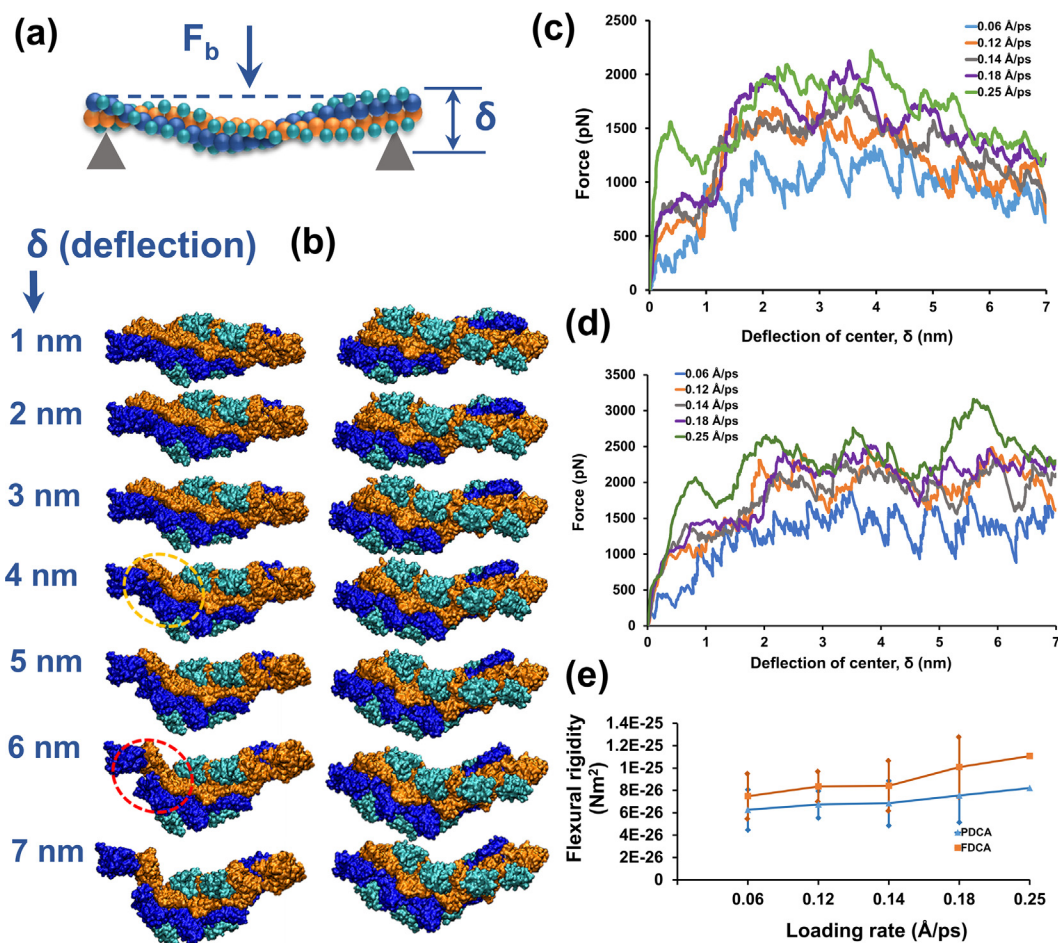 (a)
F_b
δ
δ (deflection)
(b)
1 nm
2 nm
3 nm
4 nm
5 nm
6 nm
7 nm
(c)
0.06 Å/ps
0.12 Å/ps
0.14 Å/ps
0.18 Å/ps
0.25 Å/ps
Force (pN)
2500
2000
1500
1000
500
0
0 1 2 3 4 5 6 7
Deflection of center, δ (nm)
(d)
0.06 Å/ps
0.12 Å/ps
0.14 Å/ps
0.18 Å/ps
0.25 Å/ps
Force (pN)
3500
3000
2500
2000
1500
1000
500
0
0 1 2 3 4 5 6 7
Deflection of center, δ (nm)
(e)
Flexural rigidity
(Nm²)
1.4E-25
1.2E-25
1E-25
8E-26
6E-26
4E-26
2E-26
0
PDCA
FDCA
0.06 0.12 0.14 0.18 0.25
Loading rate (Å/ps)